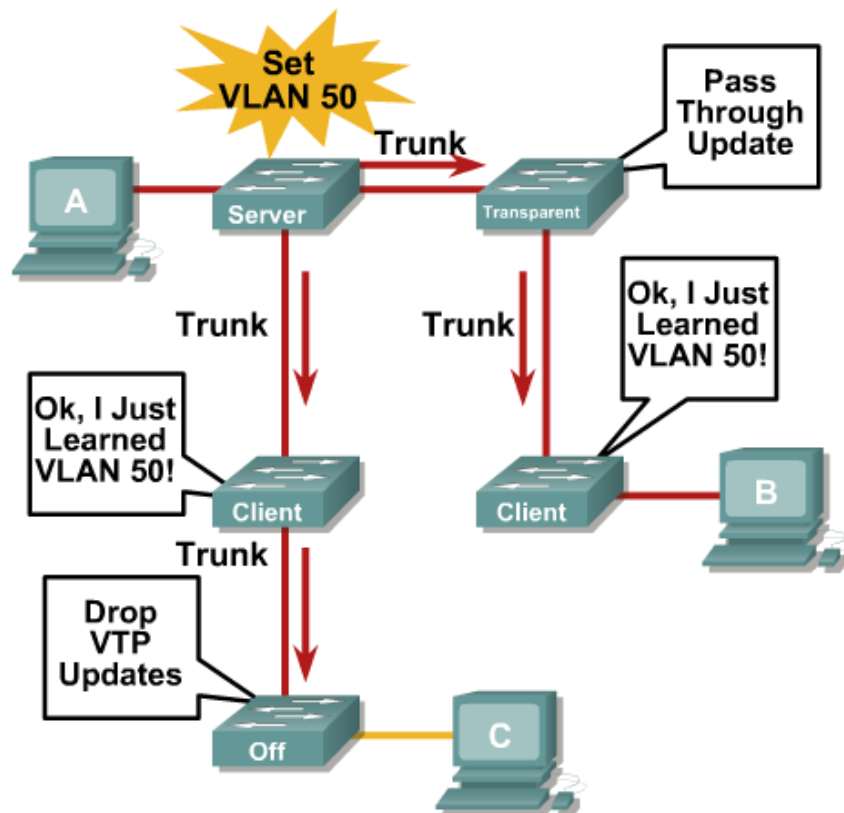 Set
VLAN 50
Trunk
Pass
Through
Update
A
Server
Transparent
Trunk
Trunk
Ok, I Just
Learned
VLAN 50!
Ok, I Just
Learned
VLAN 50!
Client
Client
B
Trunk
Drop
VTP
Updates
Off
C